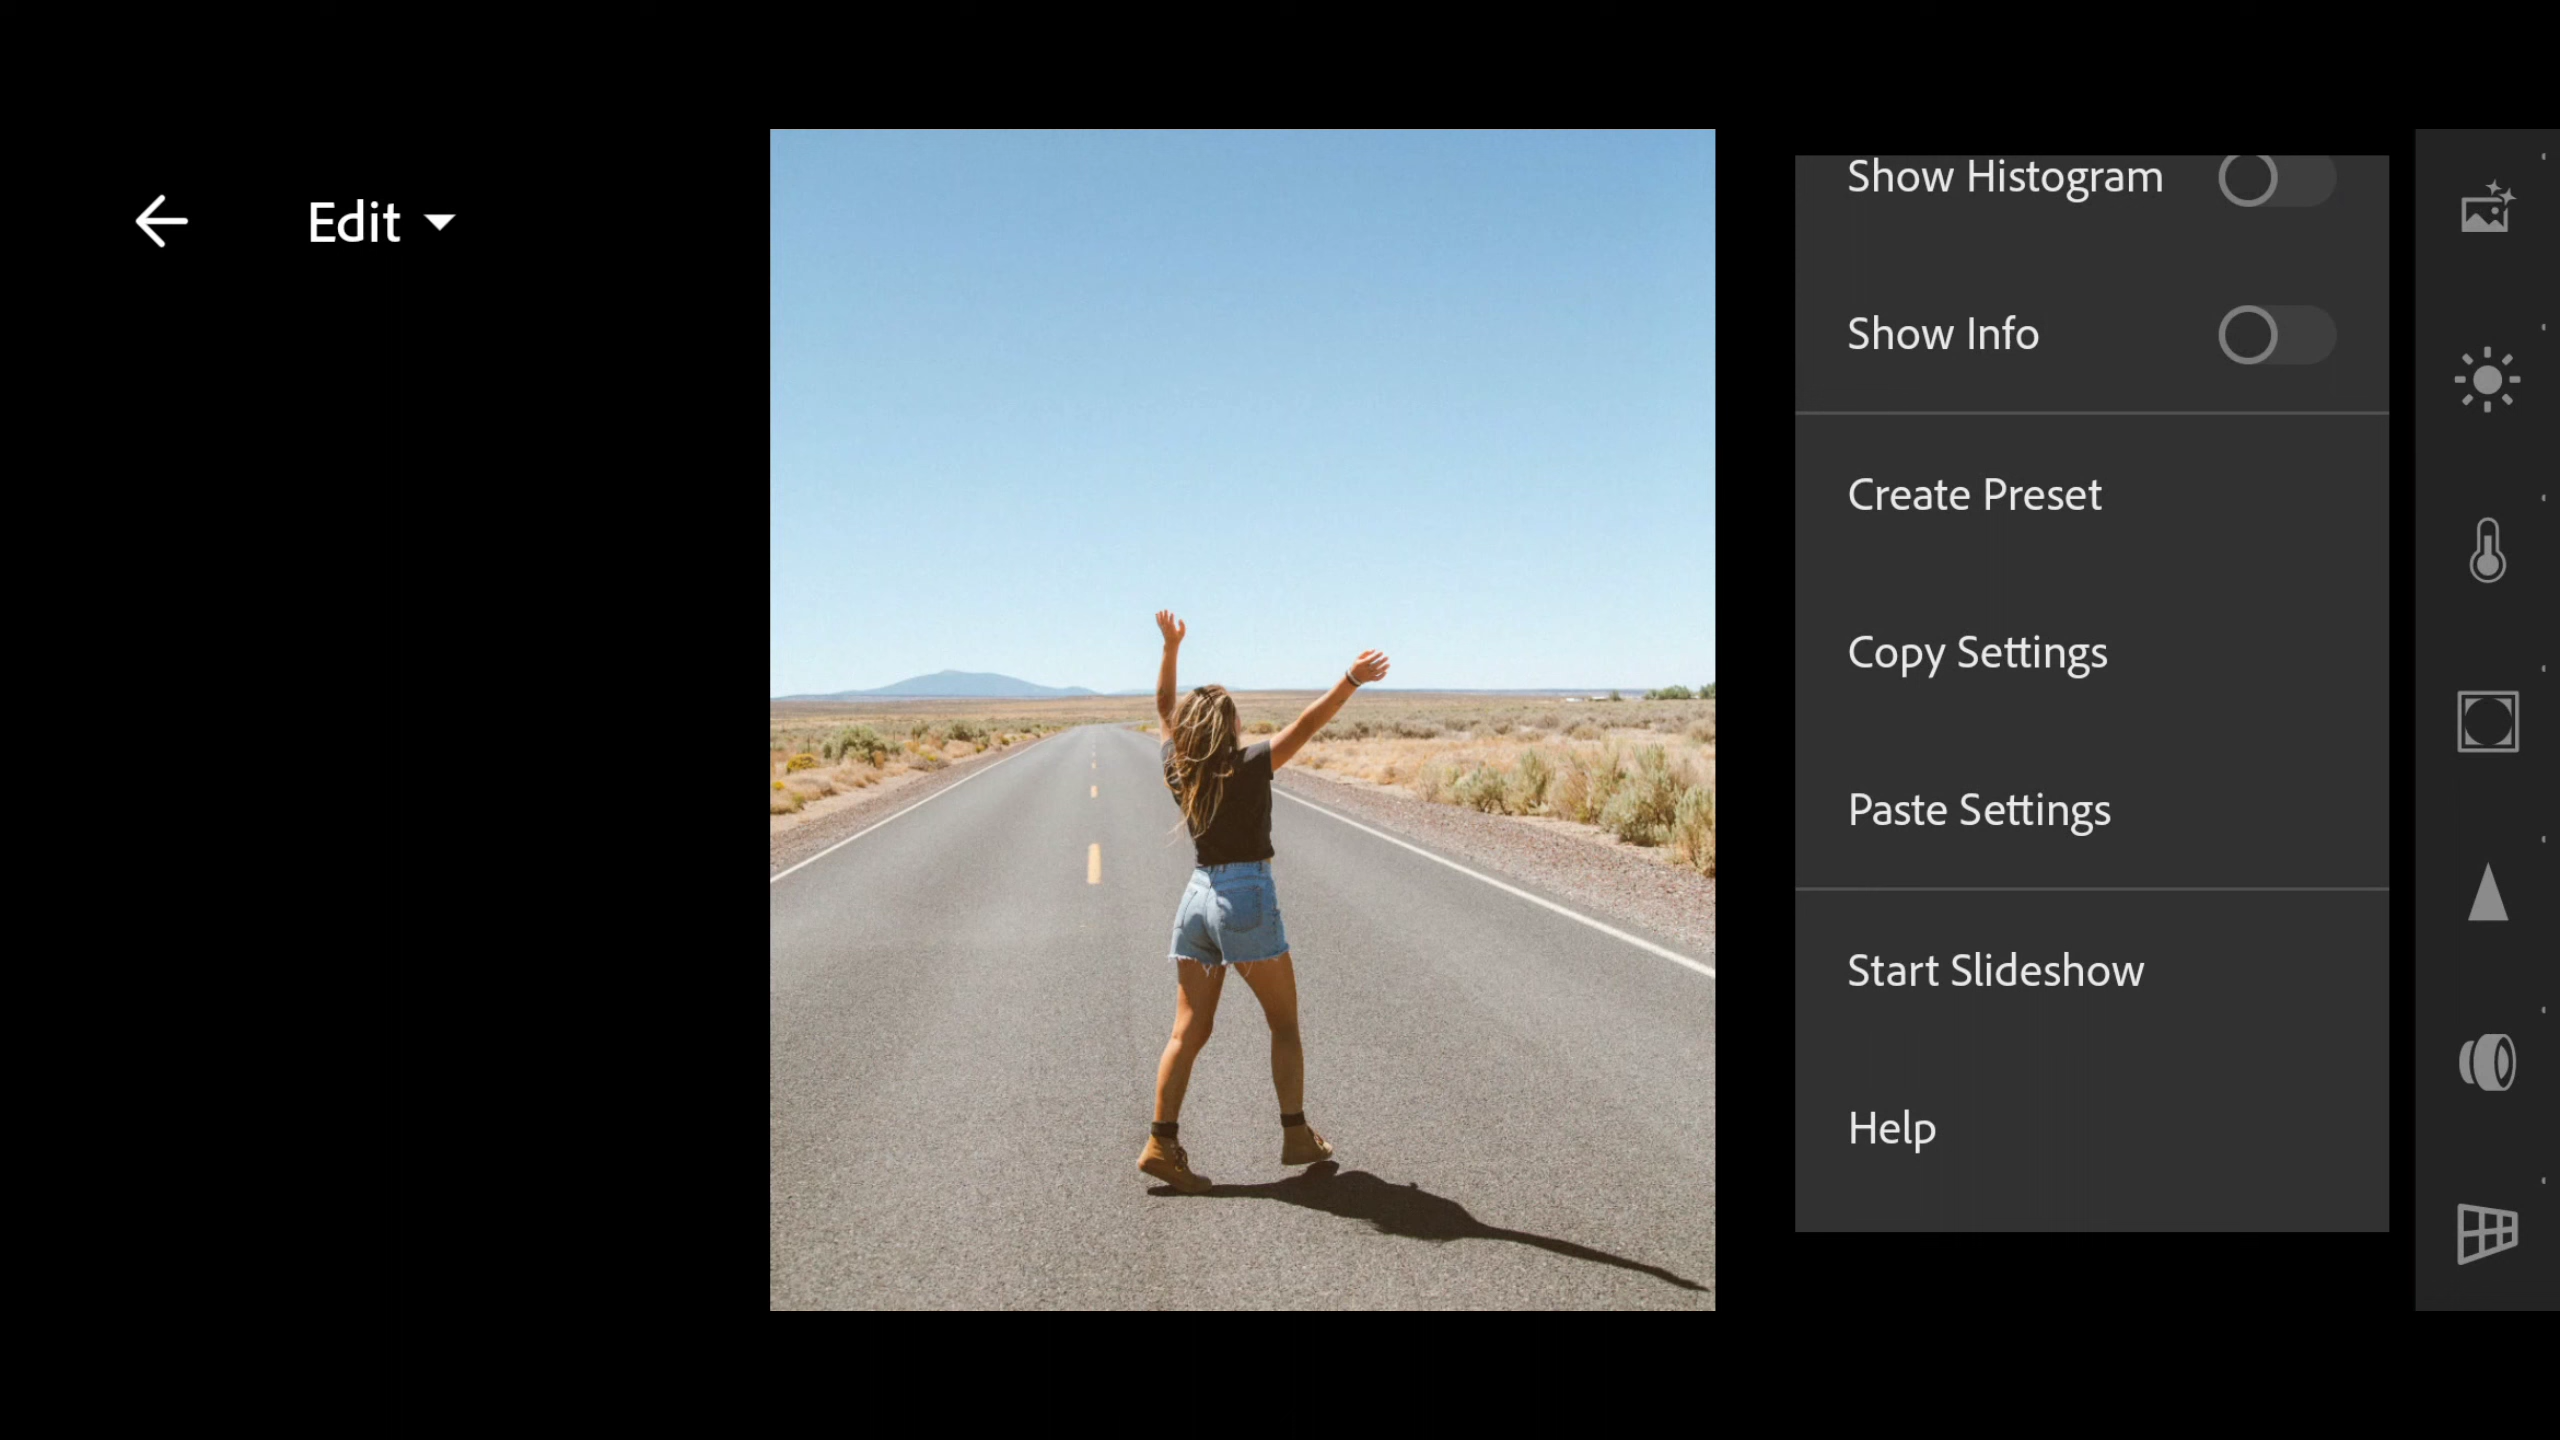 Edit
Show Histogram
Show Info
Create Preset
Copy Settings
Paste Settings
Start Slideshow
Help